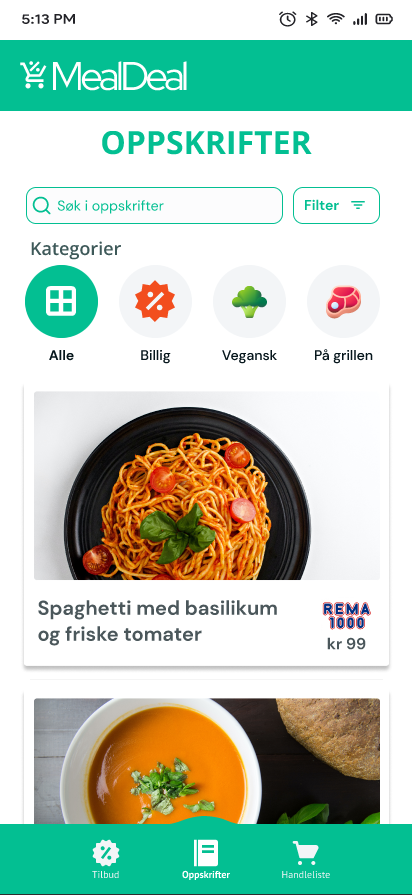 5:13 PM
MealDeal
OPPSKRIFTER
Søk i oppskrifter
Filter
Kategorier
Alle
Billig
Vegansk
På grillen
Spaghetti med basilikum
og friske tomater
REMA
1000
kr 99
Tilbud
Oppskrifter
Handleliste